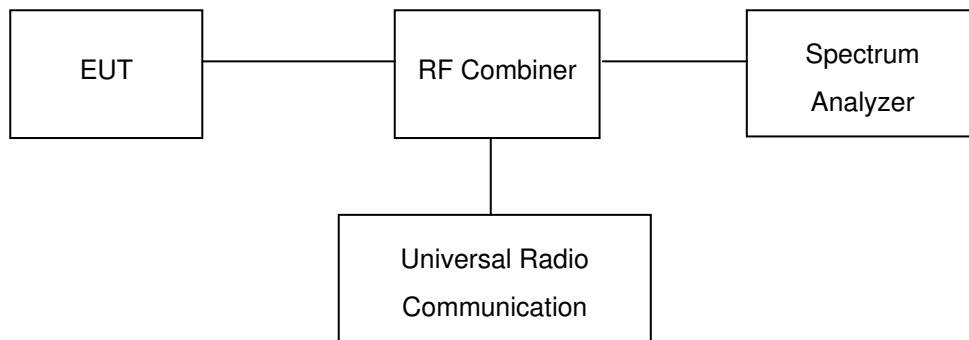 EUT
RF Combiner
Spectrum
Analyzer
Universal Radio
Communication